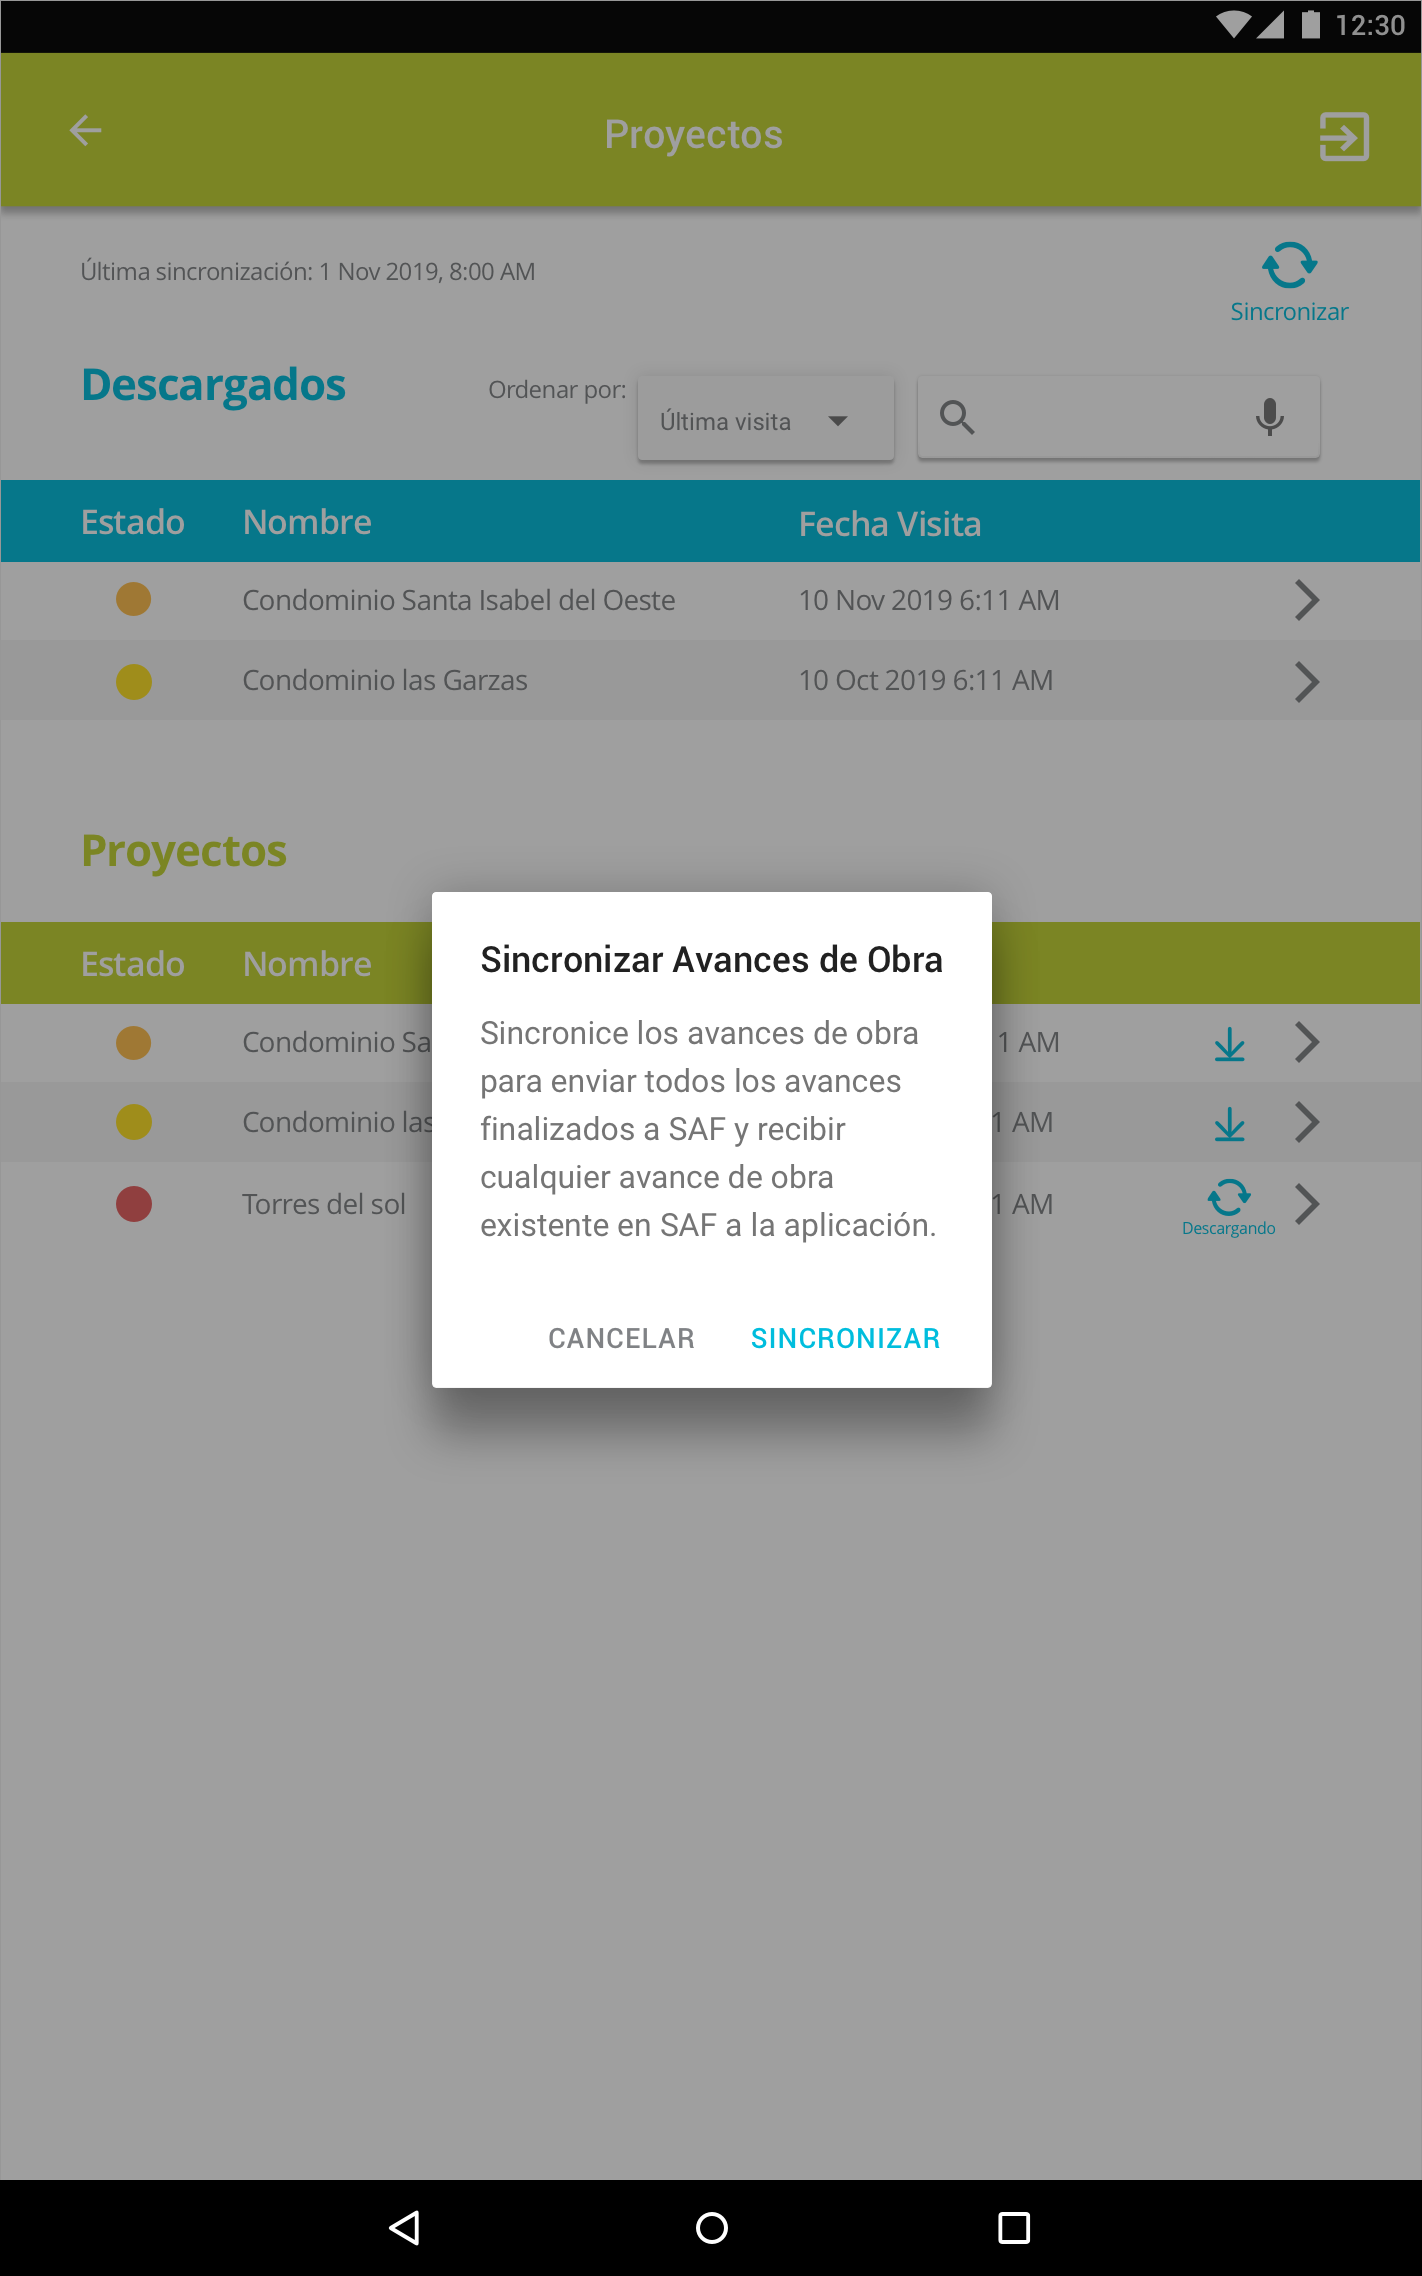 12:30
Proyectos
Última sincronización: 1 Nov 2019, 8:00 AM
Sincronizar
Descargados
Ordenar por:
Última visita
Estado Nombre Fecha Visita
Condominio Santa Isabel del Oeste 10 Nov 2019 6:11 AM
Condominio las Garzas 10 Oct 2019 6:11 AM
Proyectos
Estado Nombre
Condominio Sa 1 AM
Condominio las 1 AM
Torres del sol 1 AM
Descargando
Sincronizar Avances de Obra
Sincronice los avances de obra
para enviar todos los avances
finalizados a SAF y recibir
cualquier avance de obra
existente en SAF a la aplicación.
CANCELAR SINCRONIZAR